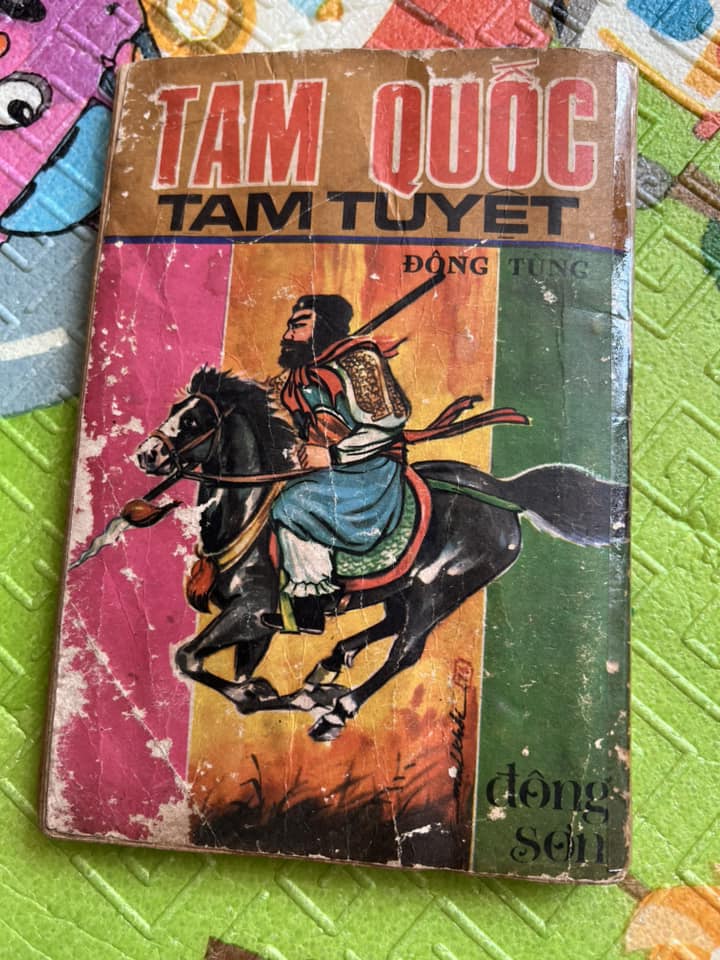 TAM QUỐC
TAM TUYỆT
ĐÔNG TÙNG
đông
sơn